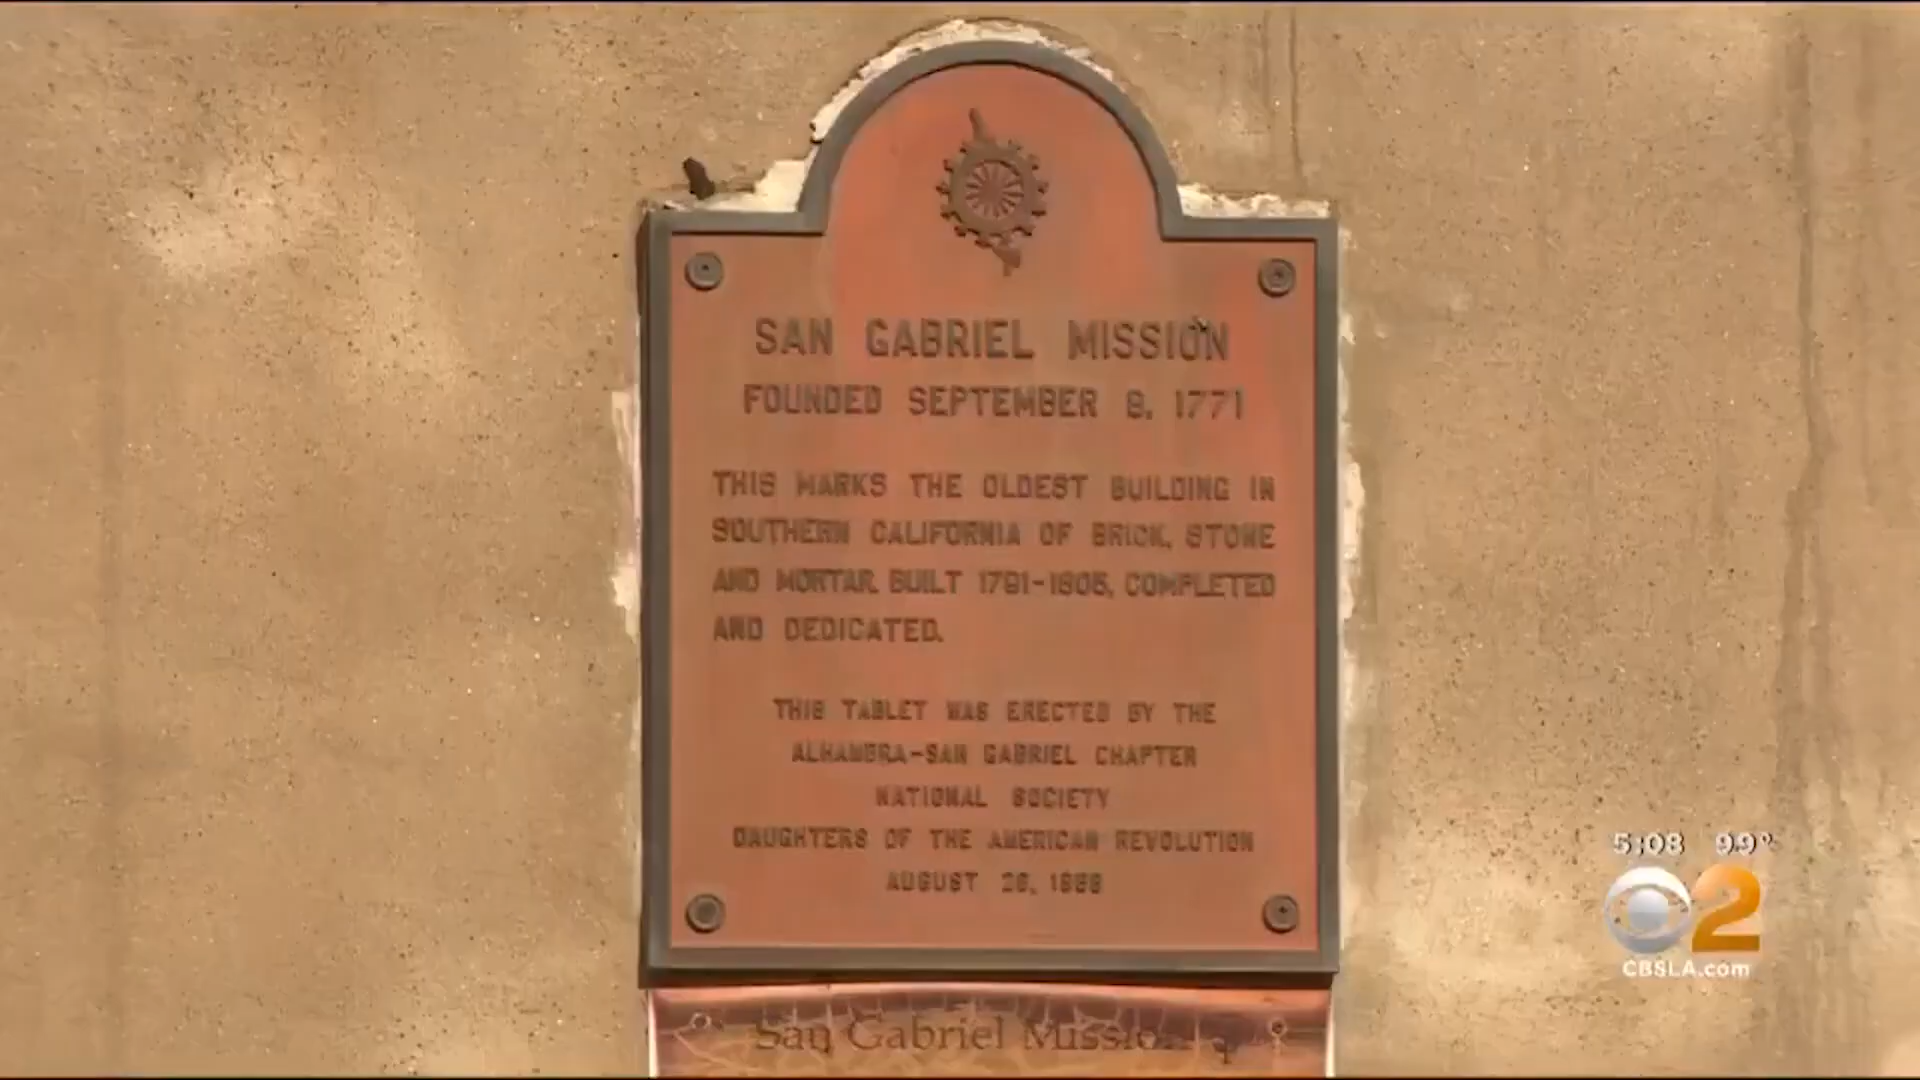 SAN GABRIEL MISSION
FOUNDED SEPTEMBER 8, 1771
THIS MARKS THE OLDEST BUILDING IN
SOUTHERN CALIFORNIA OF BRICK, STONE
AND MORTAR. BUILT 1791-1805, COMPLETED
AND DEDICATED.
THIS TABLET WAS ERECTED BY THE
ALHAMBRA-SAN GABRIEL CHAPTER
NATIONAL SOCIETY
DAUGHTERS OF THE AMERICAN REVOLUTION
AUGUST
San Gabriel Mission
5:08 99°
2
CBSLA.com